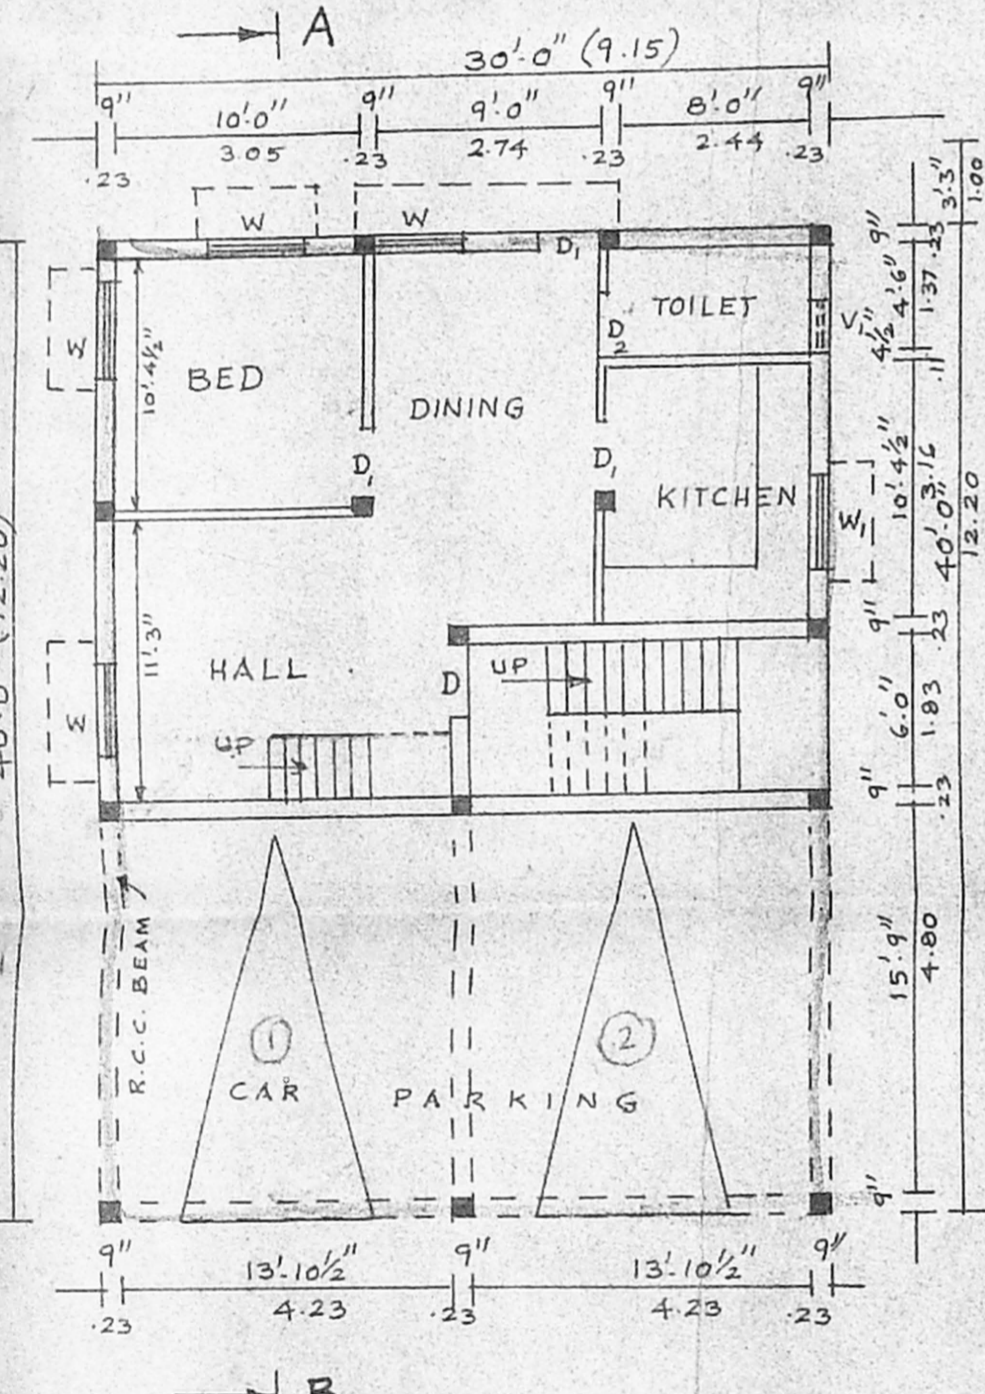 A
30'-0" (9.15)
9" 10'-0" 9" 9'-0" 9" 8'-0" 9"
.23 3.05 .23 2.74 .23 2.44 .23
3'-3"
1.00
W W D1
9"
.23
4'-6"
1.37
TOILET
V
4½"
.11
D2
W
10'-4½"
BED
DINING
D1 D1
KITCHEN
W1
10'-4½"
3.16
40'-0"
12.20
9"
.23
11'-3"
HALL
D
UP
W
UP
6'-0"
1.83
9"
.23
R.C.C. BEAM
15'-9"
4.80
1 2
CAR PARKING
9"
9" 13'-10½" 9" 13'-10½" 9"
.23 4.23 .23 4.23 .23